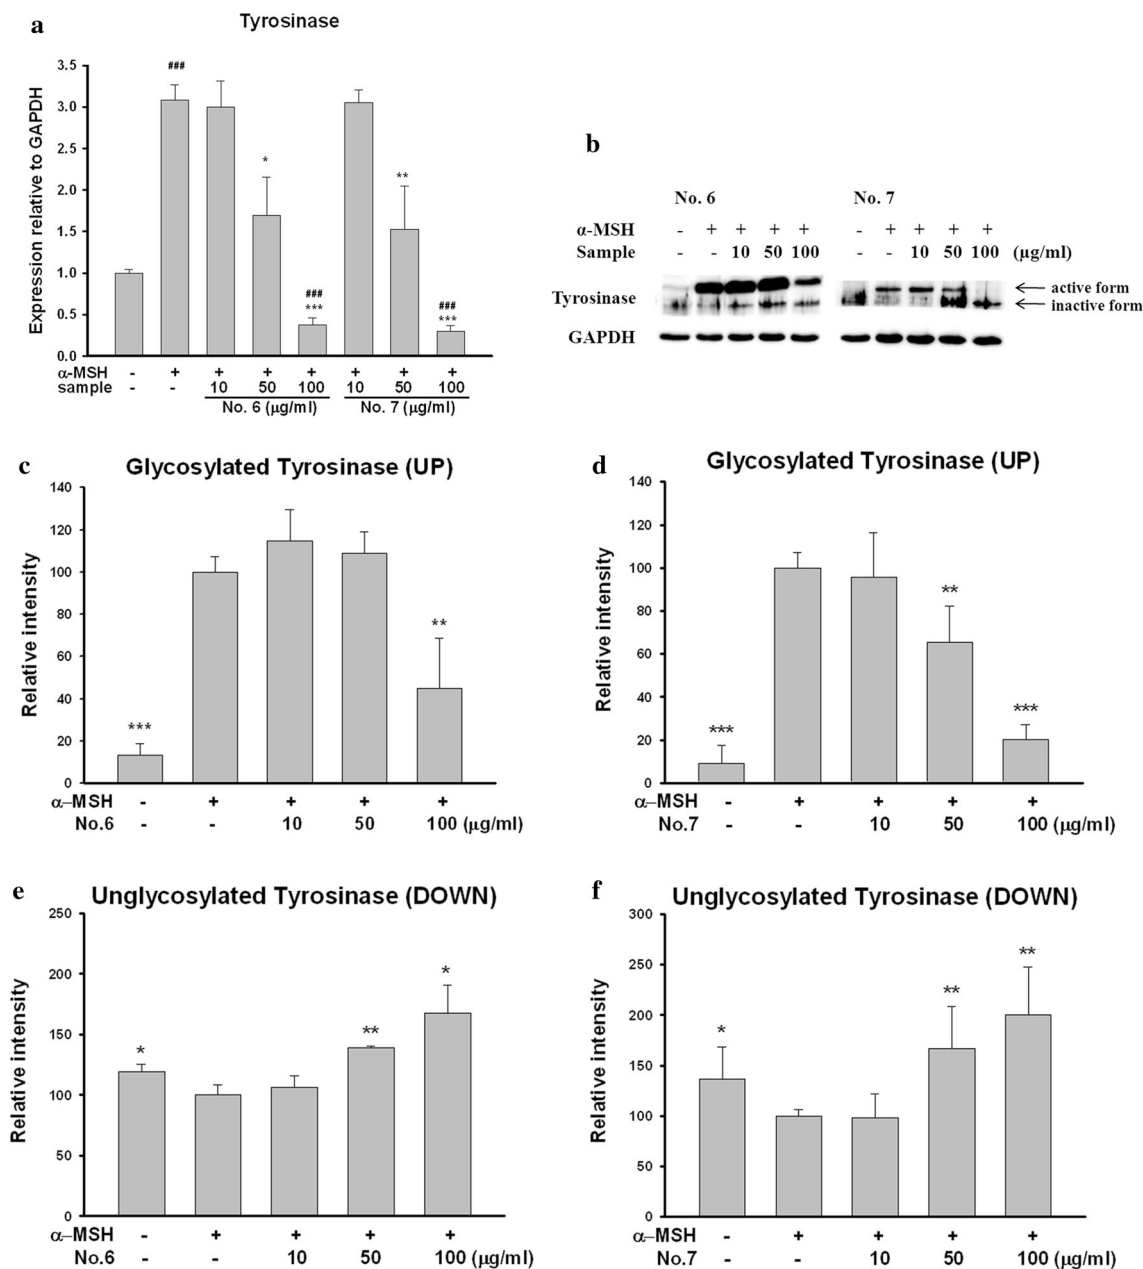 a
Tyrosinase
Expression relative to GAPDH
3.5
3.0
2.5
2.0
1.5
1.0
0.5
0.0
###
*
###
***
**
###
***
α-MSH - + + + + + + +
sample - - 10 50 100 10 50 100
No. 6 (μg/ml) No. 7 (μg/ml)
b
No. 6 No. 7
α-MSH - + + + + - + + + +
Sample - - 10 50 100 - - 10 50 100 (μg/ml)
Tyrosinase
active form
inactive form
GAPDH
c
Glycosylated Tyrosinase (UP)
Relative intensity
140
120
100
80
60
40
20
0
***
**
α–MSH - + + + +
No.6 - - 10 50 100 (μg/ml)
d
Glycosylated Tyrosinase (UP)
Relative intensity
140
120
100
80
60
40
20
0
***
**
***
α–MSH - + + + +
No.7 - - 10 50 100 (μg/ml)
e
Unglycosylated Tyrosinase (DOWN)
Relative intensity
250
200
150
100
50
0
*
**
*
α–MSH - + + + +
No.6 - - 10 50 100 (μg/ml)
f
Unglycosylated Tyrosinase (DOWN)
Relative intensity
300
250
200
150
100
50
0
*
**
**
α–MSH - + + + +
No.7 - - 10 50 100 (μg/ml)